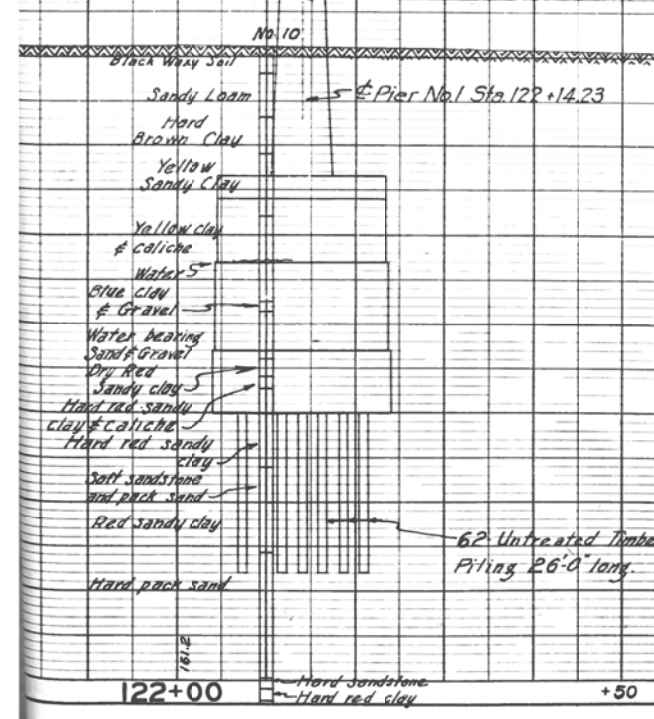 No. 10
Black Waxy Soil
Sandy Loam
℄ Pier No. 1 Sta. 122+14.23
Hard
Brown Clay
Yellow
Sandy Clay
Yellow clay
& caliche
Water
Blue clay
& Gravel
Water bearing
Sand & Gravel
Dry Red
Sandy clay
Hard red sandy
clay & caliche
Hard red sandy
clay
Soft sandstone
and pack sand
Red sandy clay
62-Untreated Timbe
Piling 26'-0" long.
Hard pack sand
161.2
Hard sandstone
122+00
Hard red clay
+50